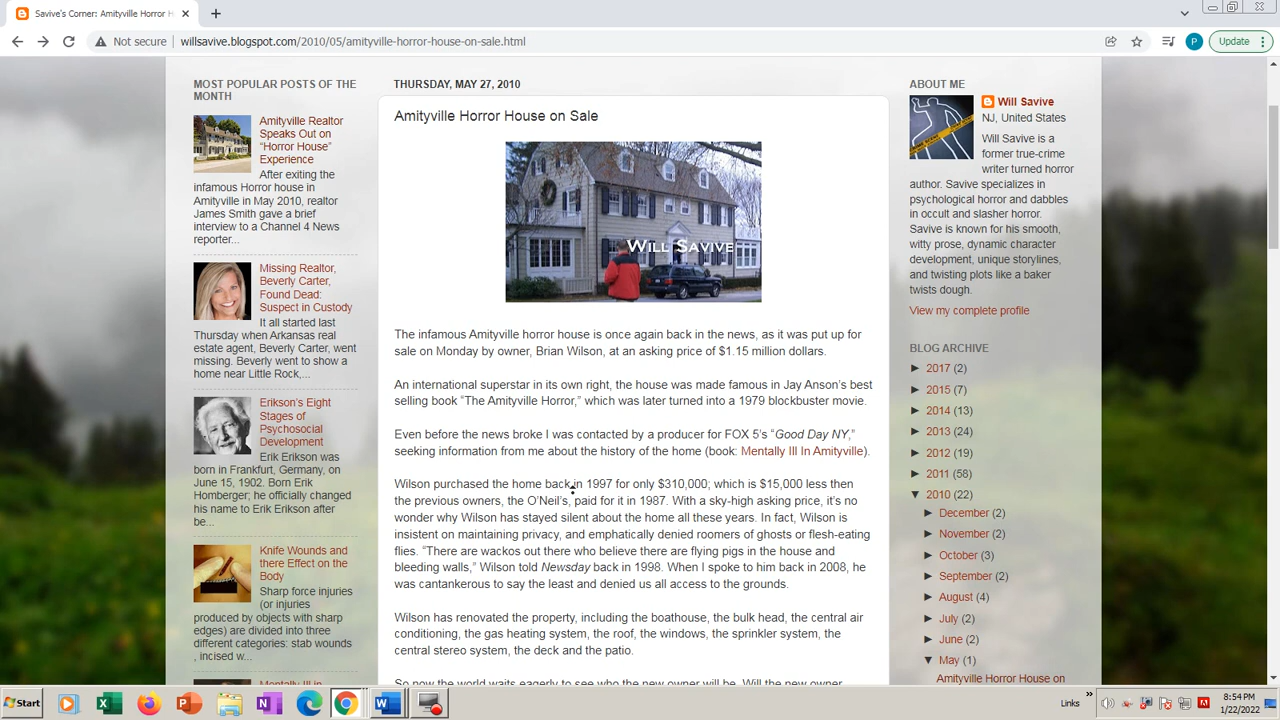 Savive's Corner: Amityville Horror H
Not secure
willsavive.blogspot.com/2010/05/amityville-horror-house-on-sale.html
P
Update
MOST POPULAR POSTS OF THE
MONTH
Amityville Realtor
Speaks Out on
“Horror House”
Experience
After exiting the
infamous Horror house in
Amityville in May 2010, realtor
James Smith gave a brief
interview to a Channel 4 News
reporter...
Missing Realtor,
Beverly Carter,
Found Dead:
Suspect in Custody
It all started last
Thursday when Arkansas real
estate agent, Beverly Carter, went
missing. Beverly went to show a
home near Little Rock,...
Erikson’s Eight
Stages of
Psychosocial
Development
Erik Erikson was
born in Frankfurt, Germany, on
June 15, 1902. Born Erik
Homberger; he officially changed
his name to Erik Erikson after
be...
Knife Wounds and
there Effect on the
Body
Sharp force injuries
(or injuries
produced by objects with sharp
edges) are divided into three
different categories: stab wounds
, incised w...
Mentally Ill in
THURSDAY, MAY 27, 2010
Amityville Horror House on Sale
WILL SAVIVE
The infamous Amityville horror house is once again back in the news, as it was put up for
sale on Monday by owner, Brian Wilson, at an asking price of $1.15 million dollars.
An international superstar in its own right, the house was made famous in Jay Anson’s best
selling book “The Amityville Horror,” which was later turned into a 1979 blockbuster movie.
Even before the news broke I was contacted by a producer for FOX 5’s “Good Day NY,”
seeking information from me about the history of the home (book: Mentally Ill In Amityville).
Wilson purchased the home back in 1997 for only $310,000; which is $15,000 less then
the previous owners, the O’Neil’s, paid for it in 1987. With a sky-high asking price, it’s no
wonder why Wilson has stayed silent about the home all these years. In fact, Wilson is
insistent on maintaining privacy, and emphatically denied roomers of ghosts or flesh-eating
flies. “There are wackos out there who believe there are flying pigs in the house and
bleeding walls,” Wilson told Newsday back in 1998. When I spoke to him back in 2008, he
was cantankerous to say the least and denied us all access to the grounds.
Wilson has renovated the property, including the boathouse, the bulk head, the central air
conditioning, the gas heating system, the roof, the windows, the sprinkler system, the
central stereo system, the deck and the patio.
So now the world waits eagerly to see who the new owner will be. Will the new owner
ABOUT ME
Will Savive
NJ, United States
Will Savive is a
former true-crime
writer turned horror
author. Savive specializes in
psychological horror and dabbles
in occult and slasher horror.
Savive is known for his smooth,
witty prose, dynamic character
development, unique storylines,
and twisting plots like a baker
twists dough.
View my complete profile
BLOG ARCHIVE
► 2017 (2)
► 2015 (7)
► 2014 (13)
► 2013 (24)
► 2012 (19)
► 2011 (58)
▼ 2010 (22)
► December (2)
► November (2)
► October (3)
► September (2)
► August (4)
► July (2)
► June (2)
▼ May (1)
Amityville Horror House on
Start
Links
8:54 PM
1/22/2022